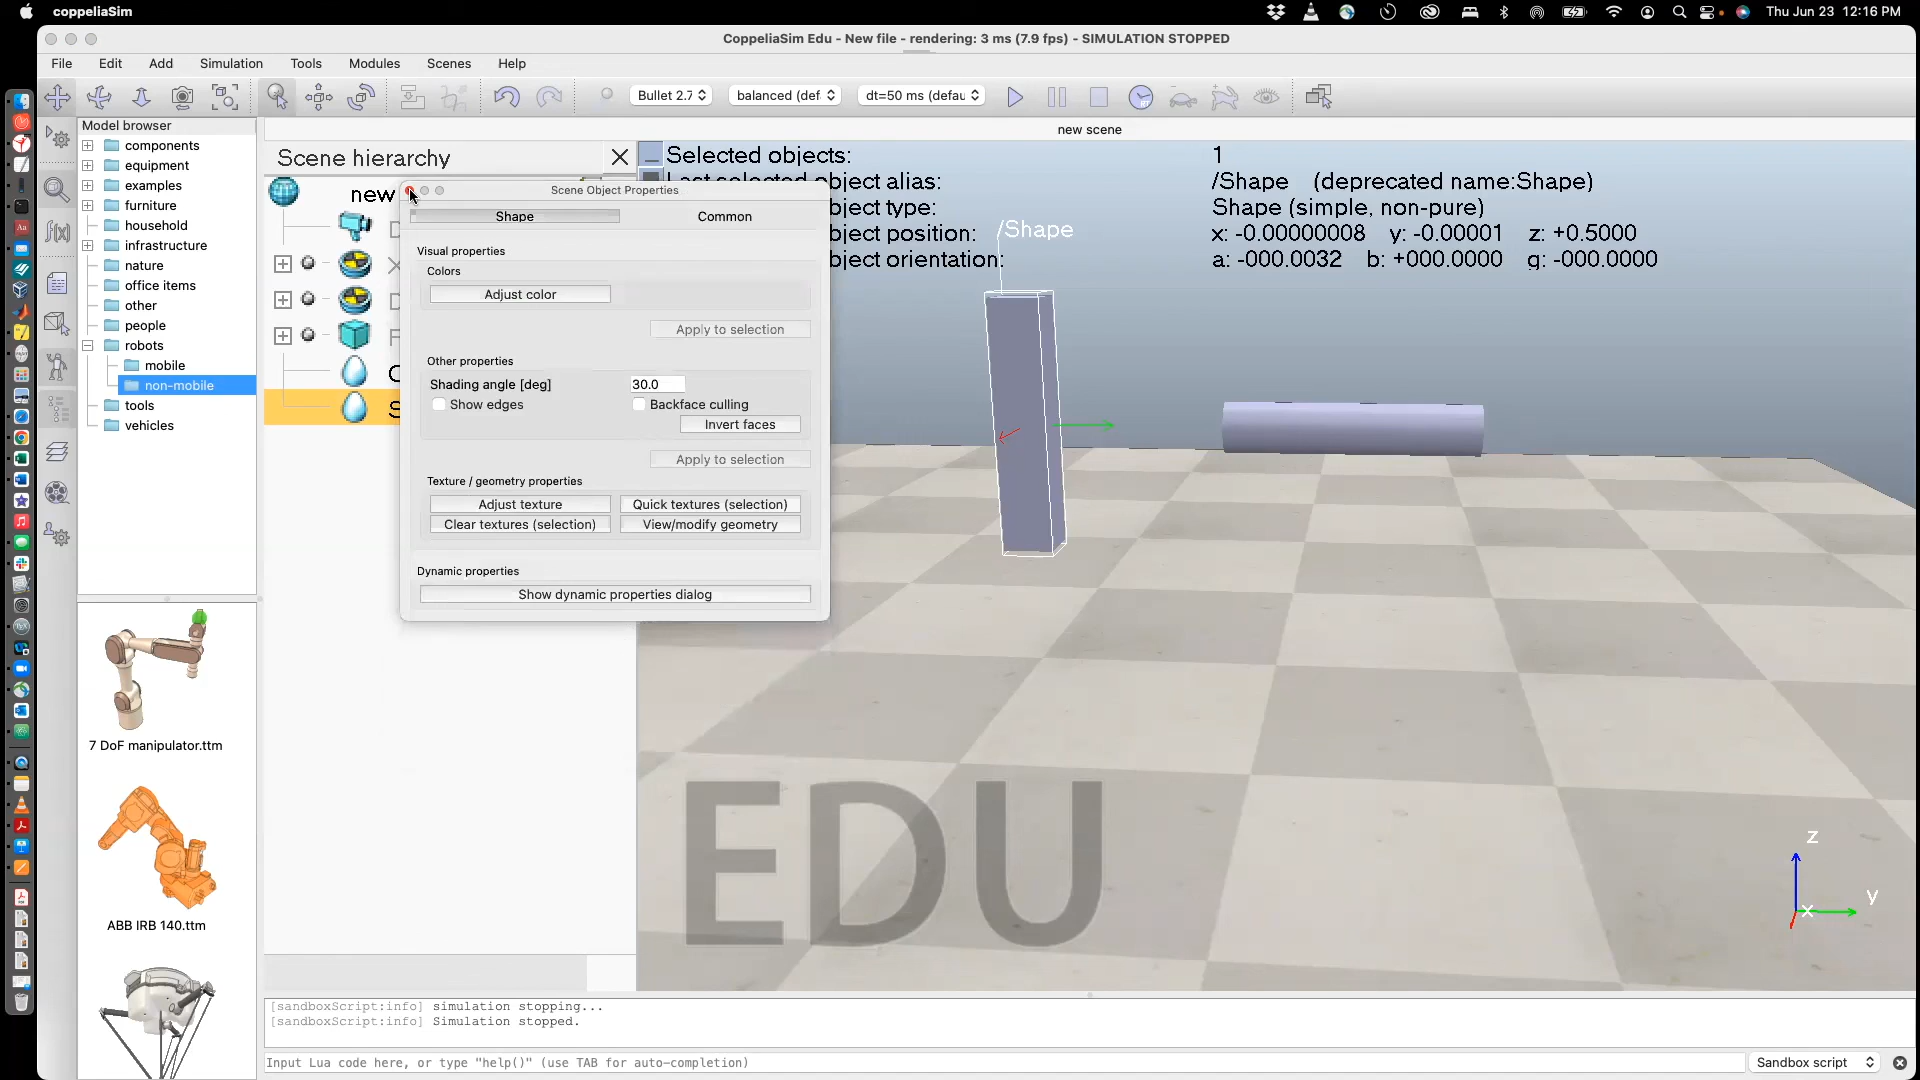 coppeliaSim
Thu Jun 23 12:16 PM
CoppeliaSim Edu - New file - rendering: 3 ms (7.9 fps) - SIMULATION STOPPED
File Edit Add Simulation Tools Modules Scenes Help
Bullet 2.7 balanced (def dt=50 ms (defau
Model browser
components
equipment
examples
furniture
household
infrastructure
nature
office items
other
people
robots
mobile
non-mobile
tools
vehicles
7 DoF manipulator.ttm
ABB IRB 140.ttm
new scene
Scene hierarchy
new
Scene Object Properties
Shape Common
Visual properties
Colors
Adjust color
Apply to selection
Other properties
Shading angle [deg] 30.0
Show edges Backface culling
Invert faces
Apply to selection
Texture / geometry properties
Adjust texture Quick textures (selection)
Clear textures (selection) View/modify geometry
Dynamic properties
Show dynamic properties dialog
Selected objects: 1
Last selected object alias: /Shape (deprecated name:Shape)
bject type: Shape (simple, non-pure)
bject position: x: -0.00000008 y: -0.00001 z: +0.5000
bject orientation: a: -000.0032 b: +000.0000 g: -000.0000
/Shape
EDU
z
y
x
[sandboxScript:info] simulation stopping...
[sandboxScript:info] Simulation stopped.
Input Lua code here, or type "help()" (use TAB for auto-completion)
Sandbox script